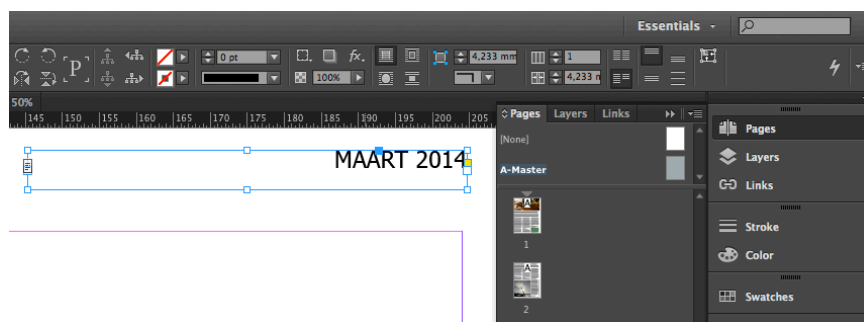 Essentials
P
fx.
0 pt
4,233 mm
1
100%
4,233 n
50%
145 150 155 160 165 170 175 180 185 190 195 200 205
Pages Layers Links
Pages
[None]
MAART 2014
Layers
A-Master
Links
A
Stroke
1
Color
A
Swatches
2